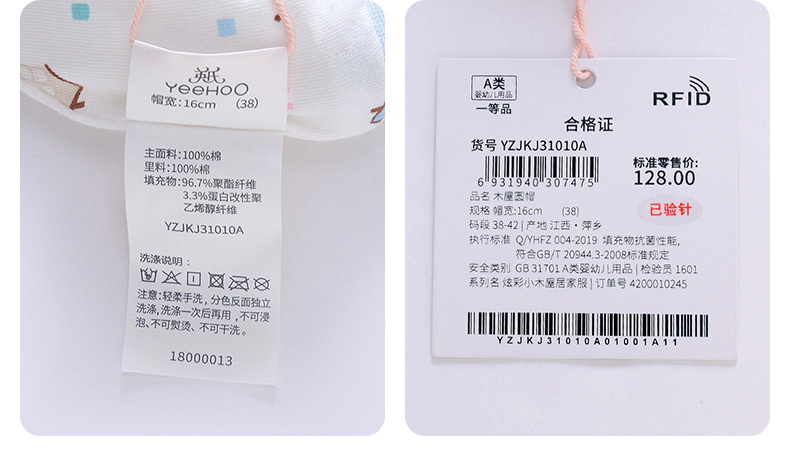 英氏
YeeHoO
帽宽:16cm (38)
主面料:100%棉
里料:100%棉
填充物:96.7%聚酯纤维
3.3%蛋白改性聚
乙烯醇纤维
YZJKJ31010A
洗涤说明:
注意:轻柔手洗,分色反面独立
洗涤,洗涤一次后再用,不可浸
泡、不可熨烫、不可干洗。
18000013
A类
婴幼儿用品
一等品
RFID
合格证
货号 YZJKJ31010A
6 931940 307475
标准零售价:
128.00
已验针
品名 木屋圆帽
规格 帽宽:16cm (38)
码段 38-42 | 产地 江西·萍乡
执行标准 Q/YHFZ 004-2019 填充物抗菌性能,
符合GB/T 20944.3-2008标准规定
安全类别 GB 31701 A类婴幼儿用品 | 检验员 1601
系列名 炫彩小木屋居家服 | 订单号 4200010245
YZJKJ31010A01001A11